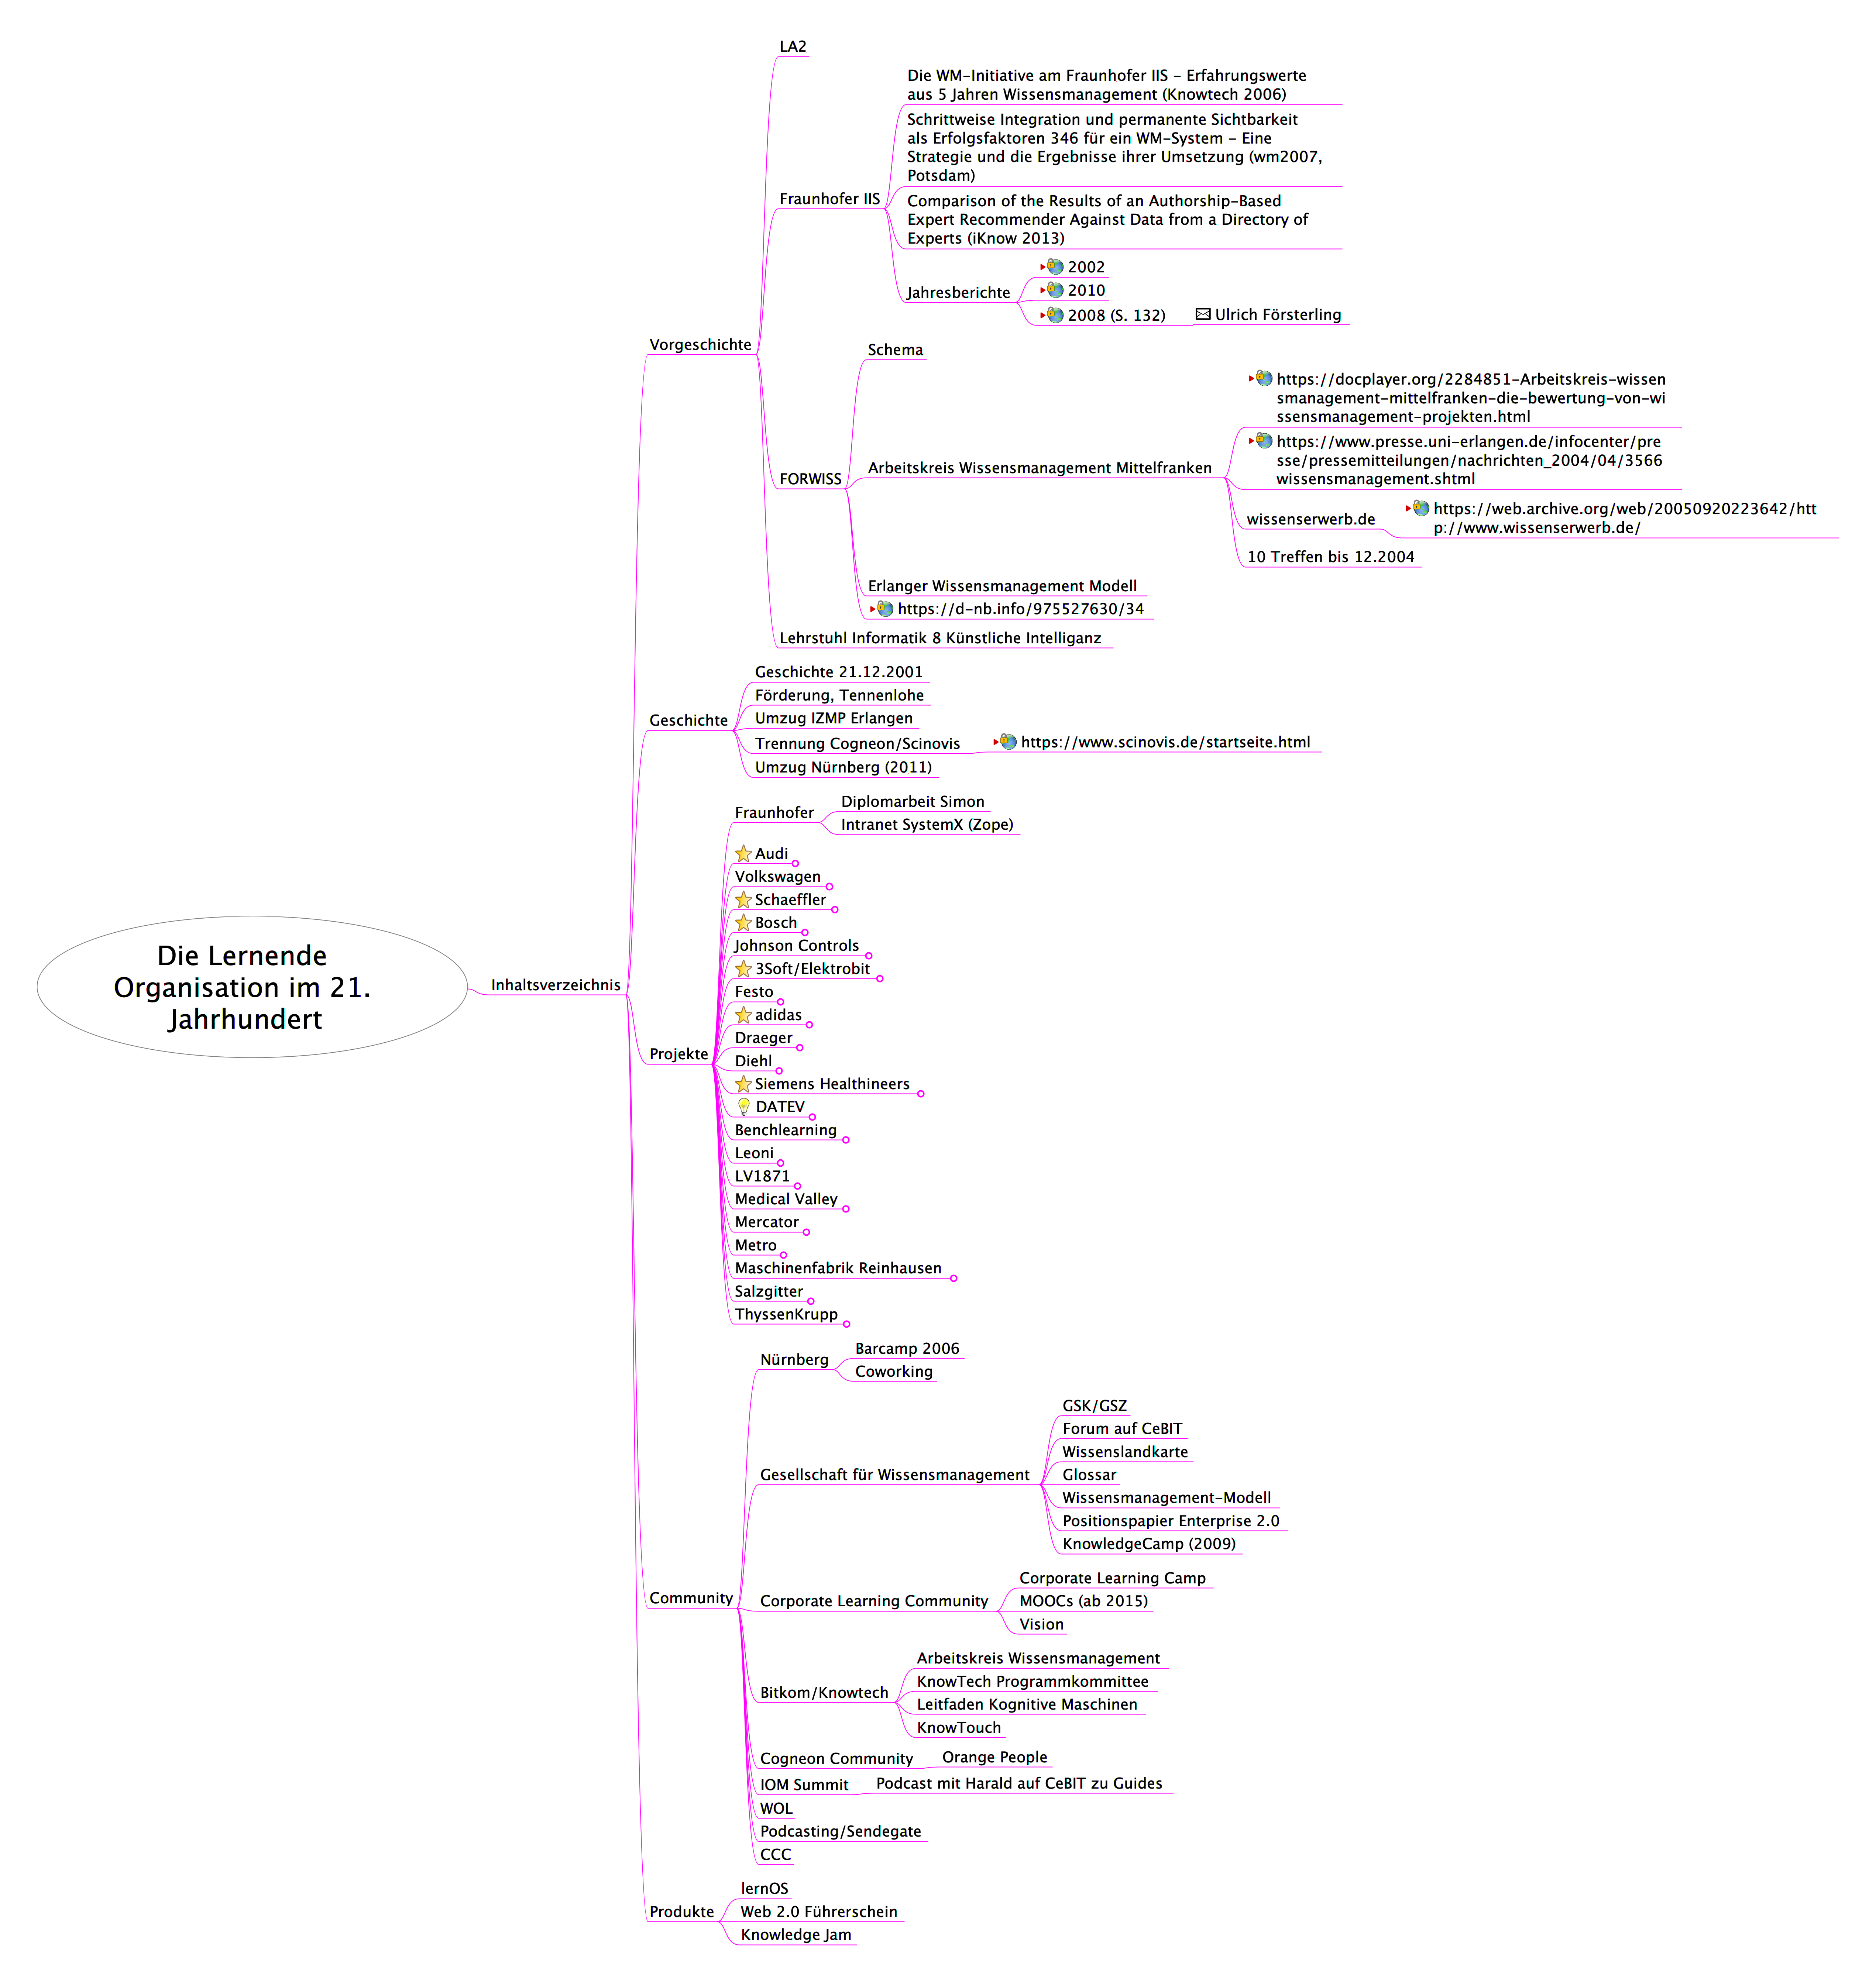 Die Lernende
Organisation im 21.
Jahrhundert
Inhaltsverzeichnis
Vorgeschichte
LA2
Fraunhofer IIS
Die WM-Initiative am Fraunhofer IIS - Erfahrungswerte
aus 5 Jahren Wissensmanagement (Knowtech 2006)
Schrittweise Integration und permanente Sichtbarkeit
als Erfolgsfaktoren 346 für ein WM-System - Eine
Strategie und die Ergebnisse ihrer Umsetzung (wm2007,
Potsdam)
Comparison of the Results of an Authorship-Based
Expert Recommender Against Data from a Directory of
Experts (iKnow 2013)
Jahresberichte
2002
2010
2008 (S. 132)
Ulrich Försterling
FORWISS
Schema
Arbeitskreis Wissensmanagement Mittelfranken
https://docplayer.org/2284851-Arbeitskreis-wissen
smanagement-mittelfranken-die-bewertung-von-wi
ssensmanagement-projekten.html
https://www.presse.uni-erlangen.de/infocenter/pre
sse/pressemitteilungen/nachrichten_2004/04/3566
wissensmanagement.shtml
wissenserwerb.de
https://web.archive.org/web/20050920223642/htt
p://www.wissenserwerb.de/
10 Treffen bis 12.2004
Erlanger Wissensmanagement Modell
https://d-nb.info/975527630/34
Lehrstuhl Informatik 8 Künstliche Intelliganz
Geschichte
Geschichte 21.12.2001
Förderung, Tennenlohe
Umzug IZMP Erlangen
Trennung Cogneon/Scinovis
https://www.scinovis.de/startseite.html
Umzug Nürnberg (2011)
Projekte
Fraunhofer
Diplomarbeit Simon
Intranet SystemX (Zope)
Audi
Volkswagen
Schaeffler
Bosch
Johnson Controls
3Soft/Elektrobit
Festo
adidas
Draeger
Diehl
Siemens Healthineers
DATEV
Benchlearning
Leoni
LV1871
Medical Valley
Mercator
Metro
Maschinenfabrik Reinhausen
Salzgitter
ThyssenKrupp
Community
Nürnberg
Barcamp 2006
Coworking
Gesellschaft für Wissensmanagement
GSK/GSZ
Forum auf CeBIT
Wissenslandkarte
Glossar
Wissensmanagement-Modell
Positionspapier Enterprise 2.0
KnowledgeCamp (2009)
Corporate Learning Community
Corporate Learning Camp
MOOCs (ab 2015)
Vision
Bitkom/Knowtech
Arbeitskreis Wissensmanagement
KnowTech Programmkommittee
Leitfaden Kognitive Maschinen
KnowTouch
Cogneon Community
Orange People
IOM Summit
Podcast mit Harald auf CeBIT zu Guides
WOL
Podcasting/Sendegate
CCC
Produkte
lernOS
Web 2.0 Führerschein
Knowledge Jam